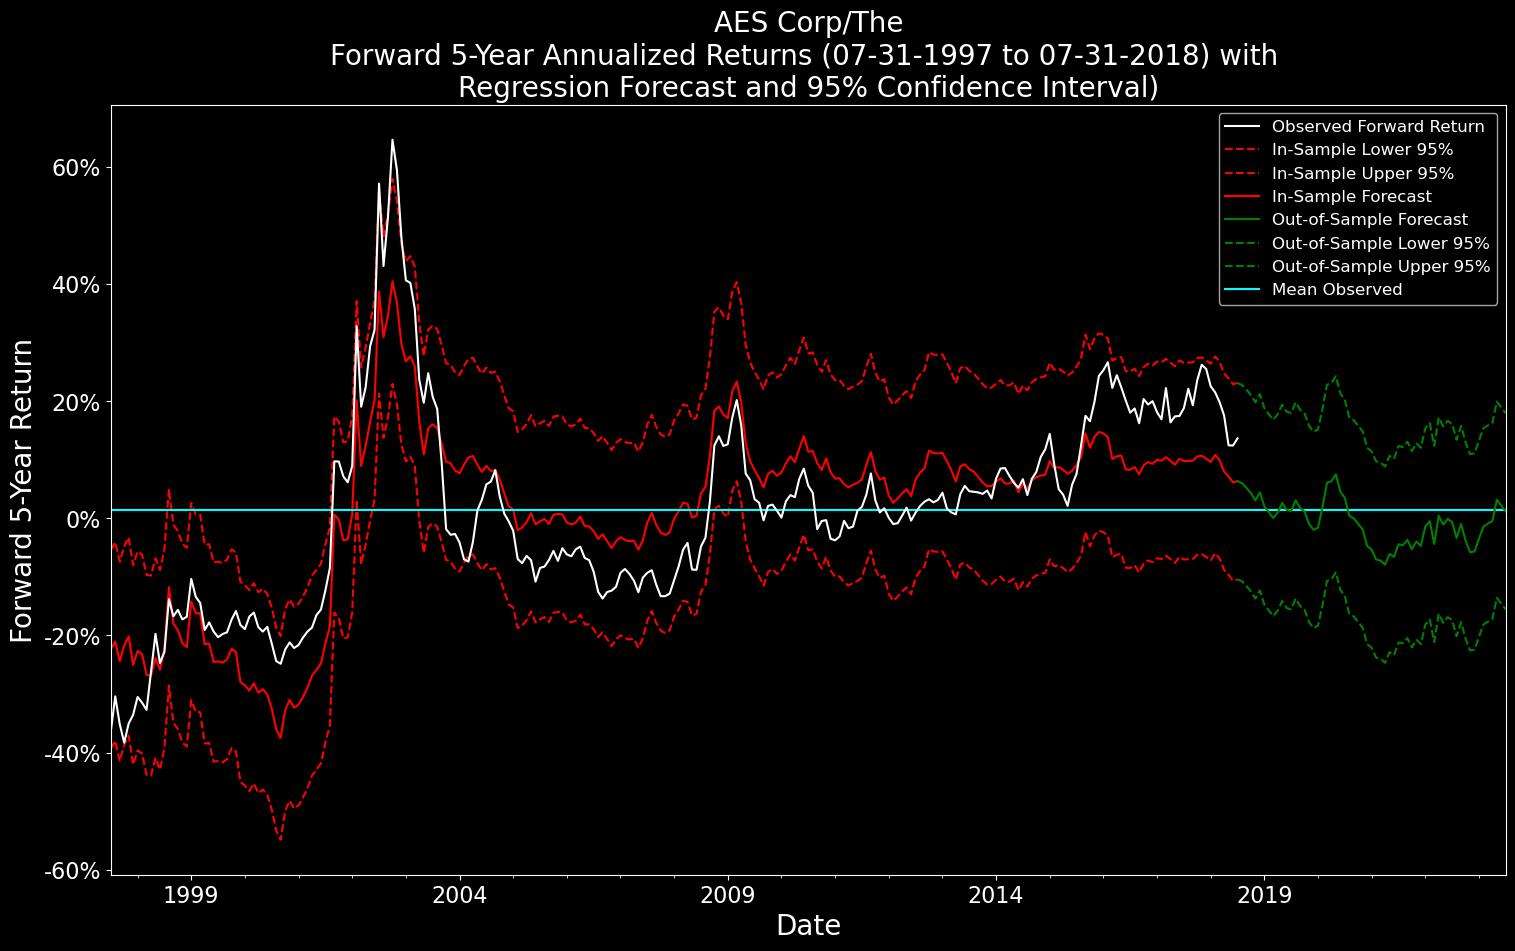 AES Corp/The
Forward 5-Year Annualized Returns (07-31-1997 to 07-31-2018) with
Regression Forecast and 95% Confidence Interval)
Observed Forward Return
In-Sample Lower 95%
In-Sample Upper 95%
In-Sample Forecast
Out-of-Sample Forecast
Out-of-Sample Lower 95%
Out-of-Sample Upper 95%
Mean Observed
Forward 5-Year Return
60%
40%
20%
0%
-20%
-40%
-60%
1999
2004
2009
2014
2019
Date